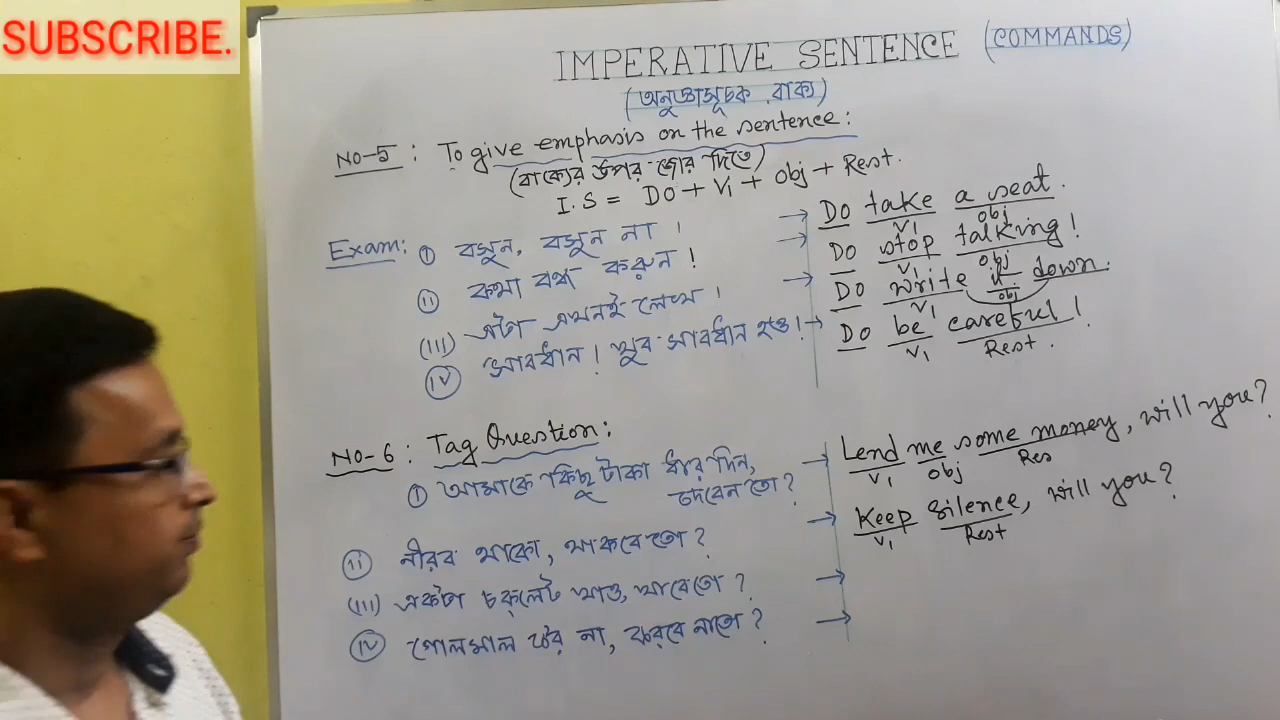 SUBSCRIBE.
IMPERATIVE SENTENCE (COMMANDS)
(অনুজ্ঞাসূচক বাক্য)
NO-5 : To give emphasis on the sentence :
(বাক্যের উপর জোর দিতে)
I.S = DO + V1 + obj + Rest.
Exam: (i) বসুন, বসুন না । → Do take a seat.
V1 obj
(ii) কথা বন্ধ করুন ! → Do stop talking!
V1 obj
(iii) এটা এখনই লেখ । → Do write it down.
V1 obj
(iv) সাবধান ! খুব সাবধান হও ! → Do be careful!
V1 Rest.
NO-6 : Tag Question :
(i) আমাকে কিছু টাকা ধার দিন, → Lend me some money, will you?
দেবেন তো ? V1 obj Res
(ii) নীরব থাকো, থাকবে তো ? → Keep silence, will you?
V1 Rest
(iii) একটা চকলেট খাও, খাবে তো ? →
(iv) গোলমাল কর না, করবে নাতো ? →